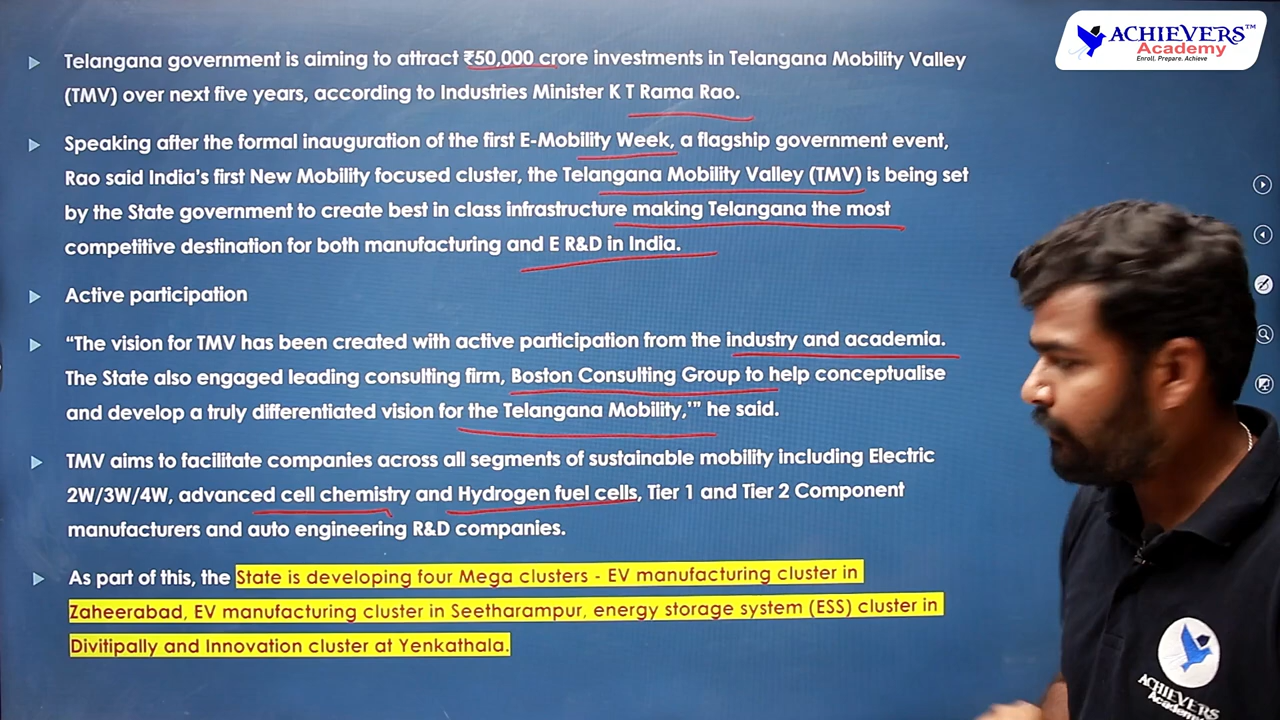 ACHIEVERS™
Academy
Enroll. Prepare. Achieve
Telangana government is aiming to attract ₹50,000 crore investments in Telangana Mobility Valley
(TMV) over next five years, according to Industries Minister K T Rama Rao.
Speaking after the formal inauguration of the first E-Mobility Week, a flagship government event,
Rao said India's first New Mobility focused cluster, the Telangana Mobility Valley (TMV) is being set
by the State government to create best in class infrastructure making Telangana the most
competitive destination for both manufacturing and E R&D in India.
Active participation
“The vision for TMV has been created with active participation from the industry and academia.
The State also engaged leading consulting firm, Boston Consulting Group to help conceptualise
and develop a truly differentiated vision for the Telangana Mobility,’” he said.
TMV aims to facilitate companies across all segments of sustainable mobility including Electric
2W/3W/4W, advanced cell chemistry and Hydrogen fuel cells, Tier 1 and Tier 2 Component
manufacturers and auto engineering R&D companies.
As part of this, the State is developing four Mega clusters - EV manufacturing cluster in
Zaheerabad, EV manufacturing cluster in Seetharampur, energy storage system (ESS) cluster in
Divitipally and Innovation cluster at Yenkathala.
ACHIEVERS
Academy